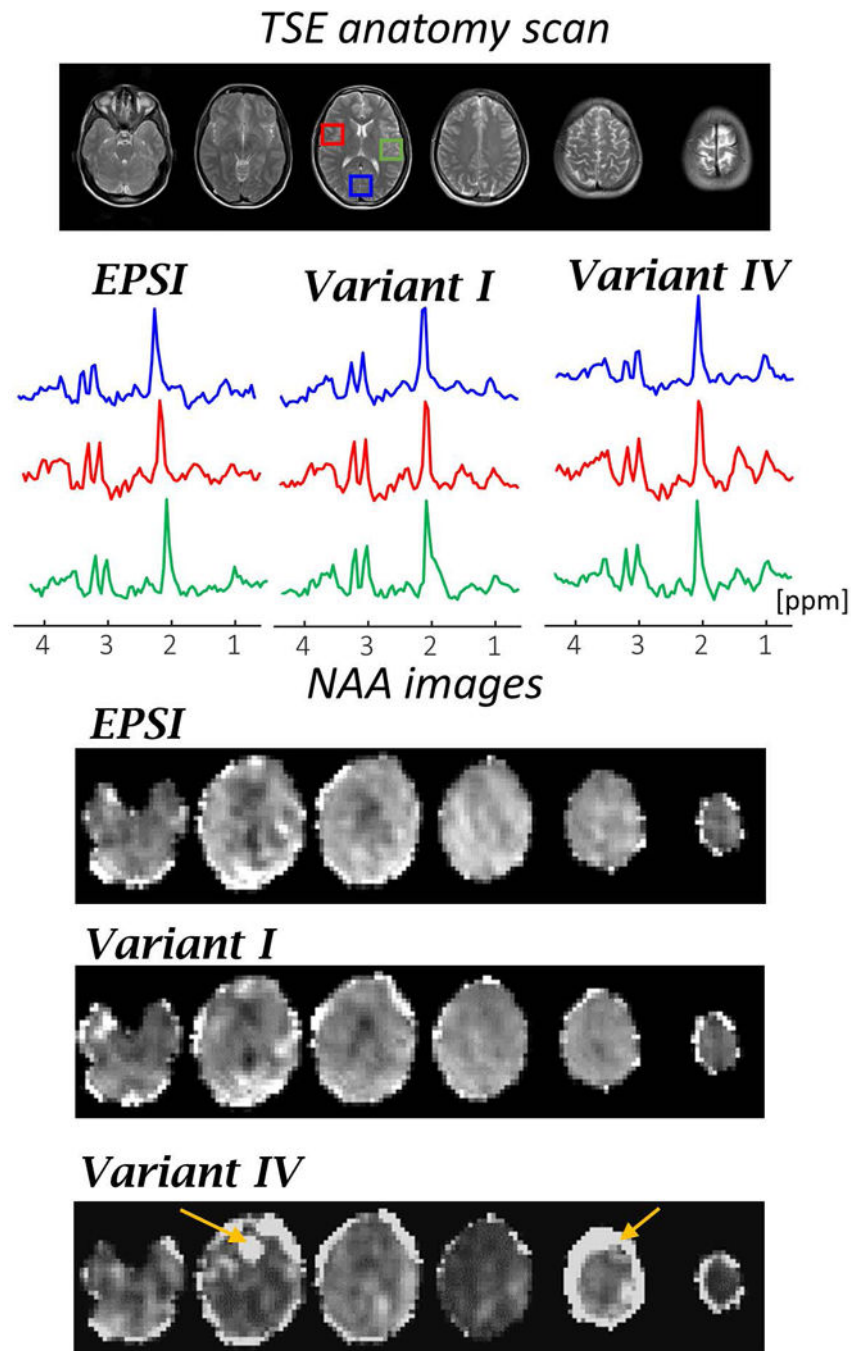 TSE anatomy scan
EPSI Variant I Variant IV
[ppm]
4 3 2 1 4 3 2 1 4 3 2 1
NAA images
EPSI
Variant I
Variant IV